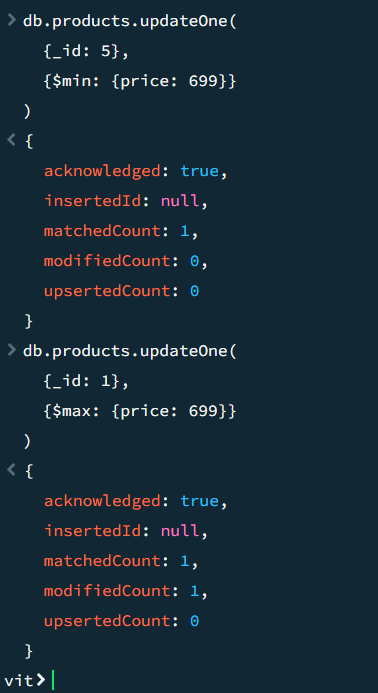 > db.products.updateOne(
{_id: 5},
{$min: {price: 699}}
)
< {
acknowledged: true,
insertedId: null,
matchedCount: 1,
modifiedCount: 0,
upsertedCount: 0
}
> db.products.updateOne(
{_id: 1},
{$max: {price: 699}}
)
< {
acknowledged: true,
insertedId: null,
matchedCount: 1,
modifiedCount: 1,
upsertedCount: 0
}
vit>